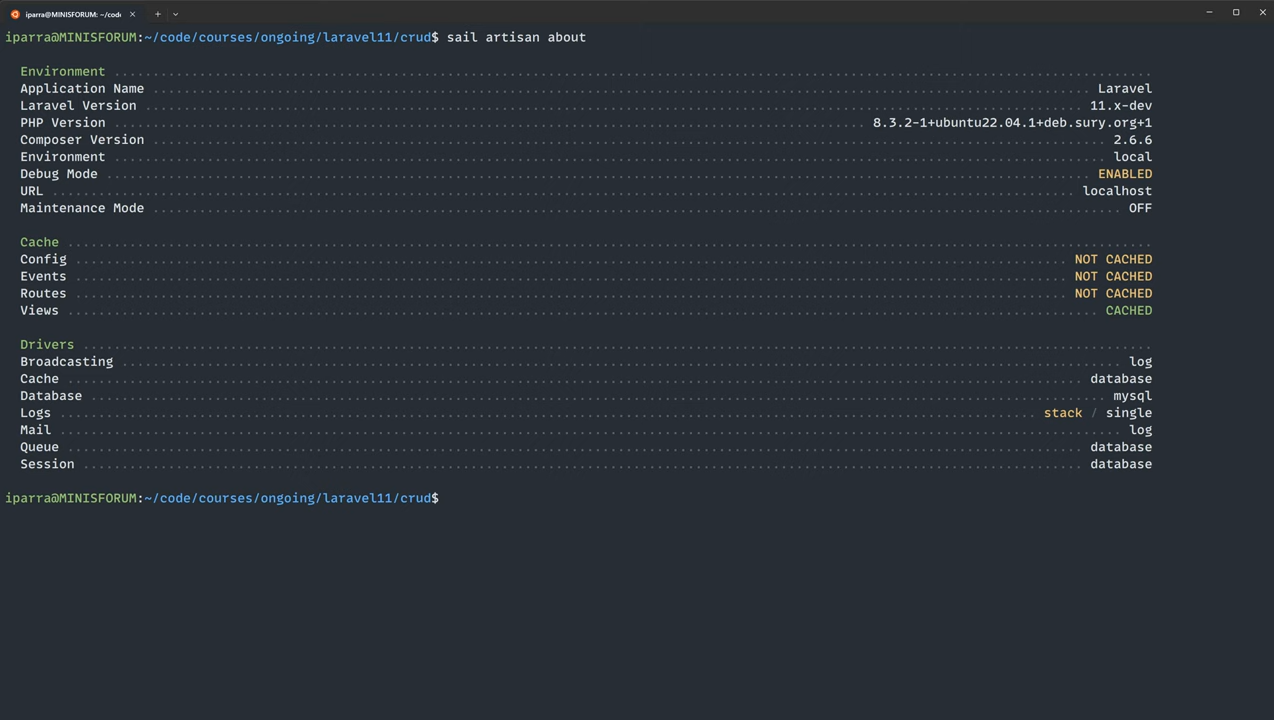 iparra@MINISFORUM: ~/code
iparra@MINISFORUM:~/code/courses/ongoing/laravel11/crud$ sail artisan about
Environment
Application Name Laravel
Laravel Version 11.x-dev
PHP Version 8.3.2-1+ubuntu22.04.1+deb.sury.org+1
Composer Version 2.6.6
Environment local
Debug Mode ENABLED
URL localhost
Maintenance Mode OFF
Cache
Config NOT CACHED
Events NOT CACHED
Routes NOT CACHED
Views CACHED
Drivers
Broadcasting log
Cache database
Database mysql
Logs stack / single
Mail log
Queue database
Session database
iparra@MINISFORUM:~/code/courses/ongoing/laravel11/crud$